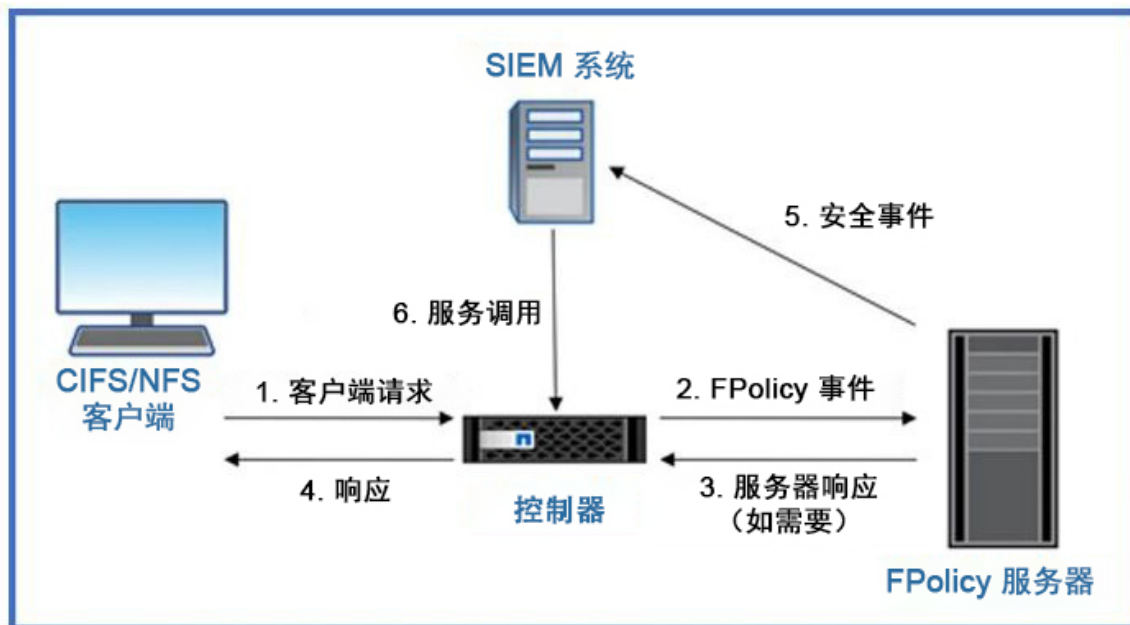 SIEM 系统
5. 安全事件
6. 服务调用
CIFS/NFS
客户端
1. 客户端请求
2. FPolicy 事件
4. 响应
控制器
3. 服务器响应
（如需要）
FPolicy 服务器